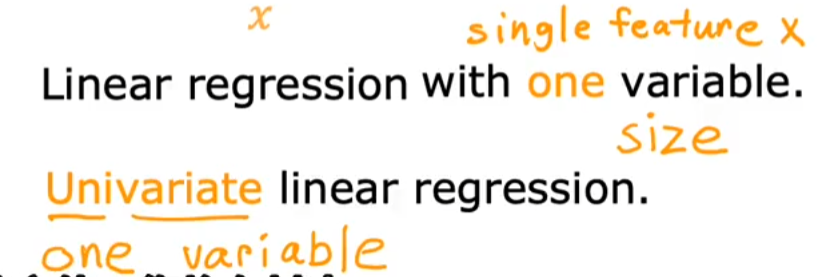 x
single feature x
Linear regression with one variable.
size
Univariate linear regression.
one variable